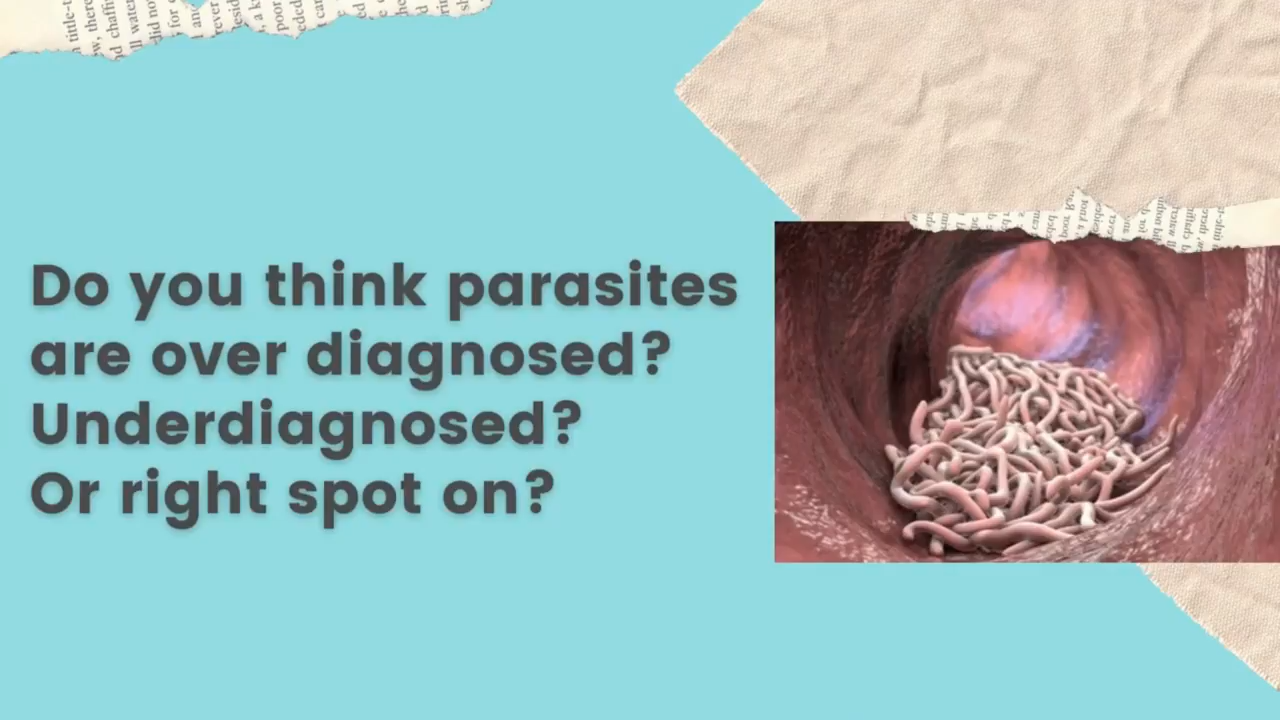 Do you think parasites
are over diagnosed?
Underdiagnosed?
Or right spot on?